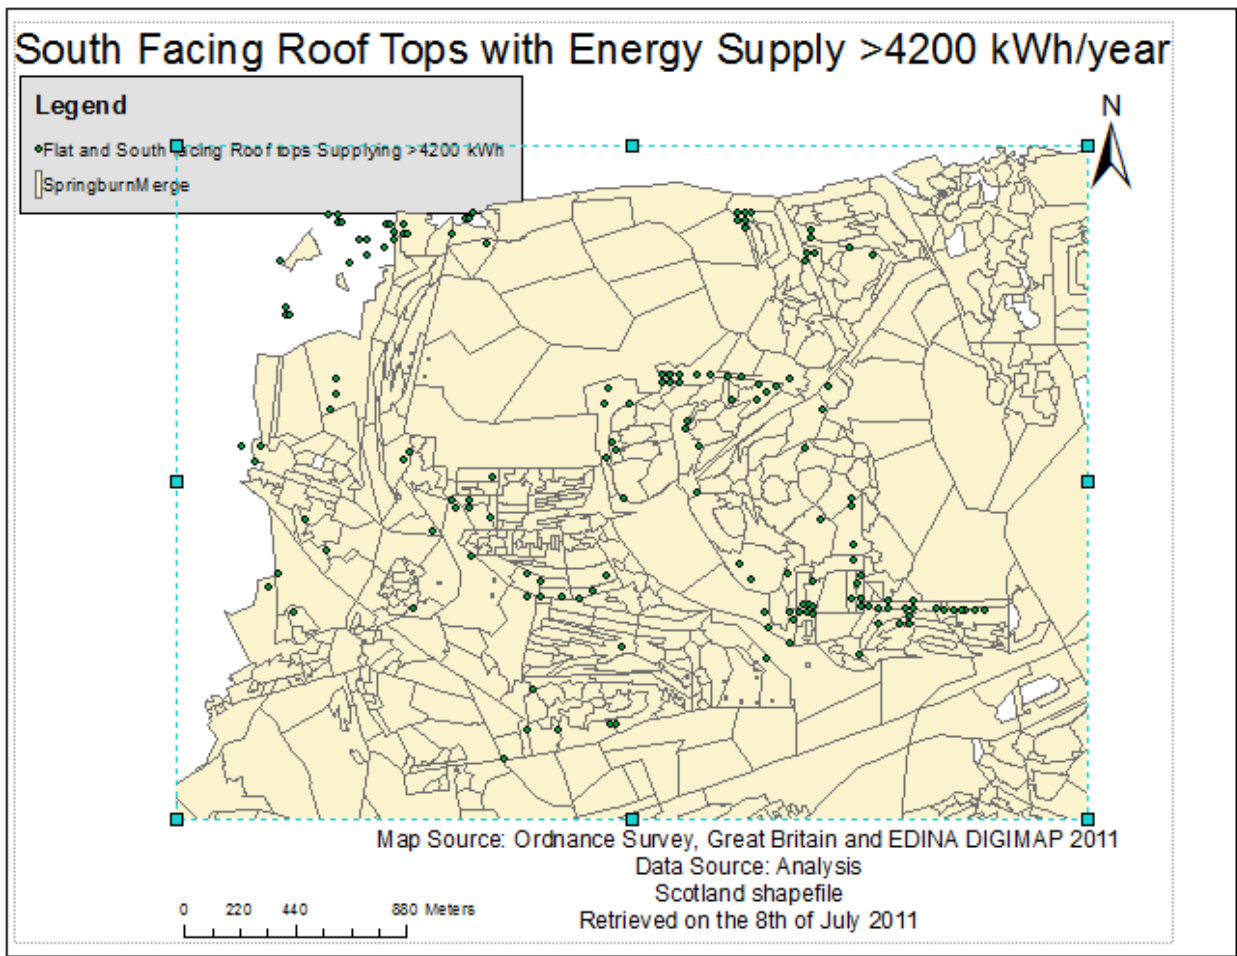 South Facing Roof Tops with Energy Supply >4200 kWh/year
Legend
Flat and South facing Roof tops Supplying >4200 kWh
SpringburnMerge
N
Map Source: Ordnance Survey, Great Britain and EDINA DIGIMAP 2011
Data Source: Analysis
Scotland shapefile
Retrieved on the 8th of July 2011
0 220 440 880 Meters